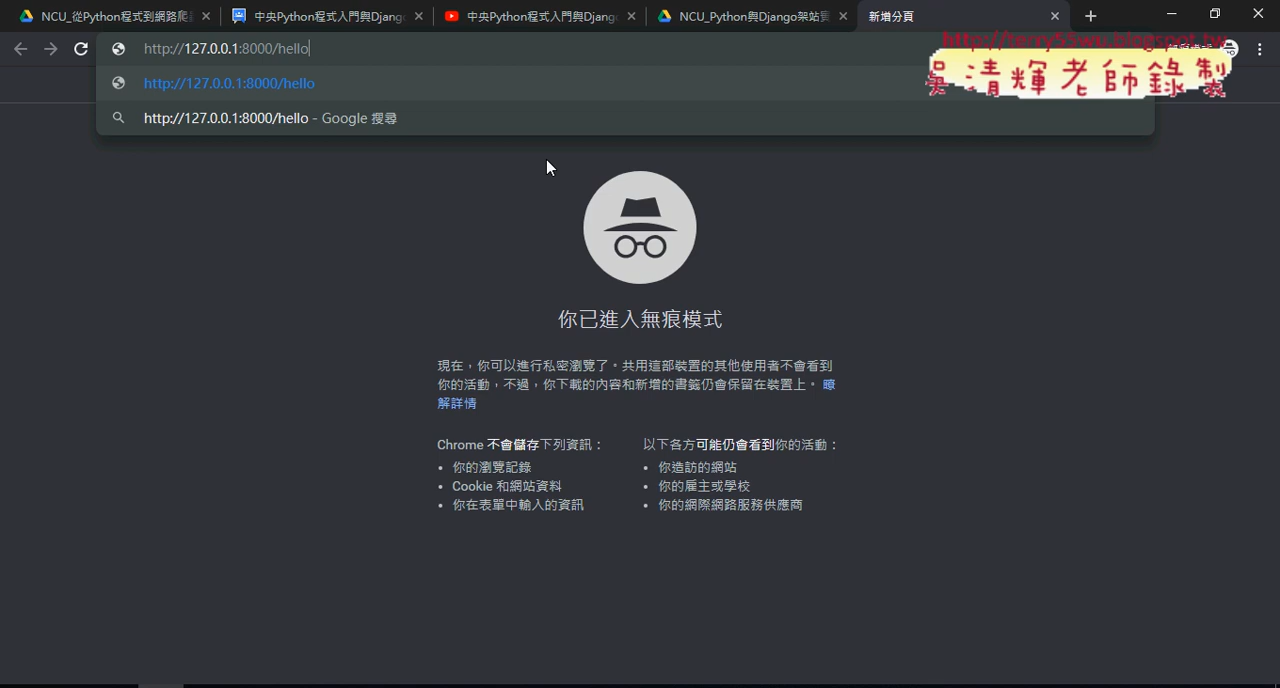 NCU_從Python程式到網路爬
中央Python程式入門與Djang
中央Python程式入門與Djang
NCU_Python與Django架站實
新增分頁
http://127.0.0.1:8000/hello
http://terry55wu.blogspot.tw
吳清輝老師錄製
http://127.0.0.1:8000/hello
http://127.0.0.1:8000/hello - Google 搜尋
你已進入無痕模式
現在，你可以進行私密瀏覽了。共用這部裝置的其他使用者不會看到
你的活動，不過，你下載的內容和新增的書籤仍會保留在裝置上。瞭
解詳情
Chrome 不會儲存下列資訊：
• 你的瀏覽記錄
• Cookie 和網站資料
• 你在表單中輸入的資訊
以下各方可能仍會看到你的活動：
• 你造訪的網站
• 你的雇主或學校
• 你的網際網路服務供應商